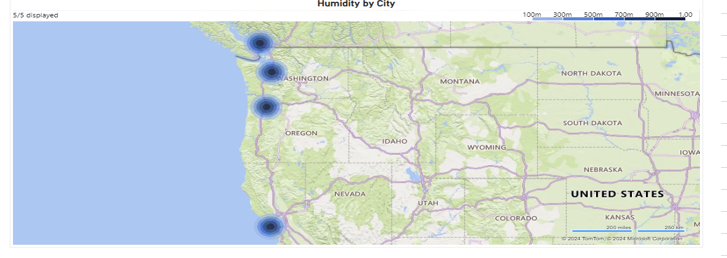 Humidity by City
5/5 displayed
100m 300m 500m 700m 900m 1,00
WASHINGTON
MONTANA
NORTH DAKOTA
MINNESOTA
OREGON
IDAHO
SOUTH DAKOTA
WYOMING
IOWA
NEBRASKA
NEVADA
UTAH
UNITED STATES
COLORADO
KANSAS
M
200 miles 250 km
© 2024 TomTom, © 2024 Microsoft Corporation